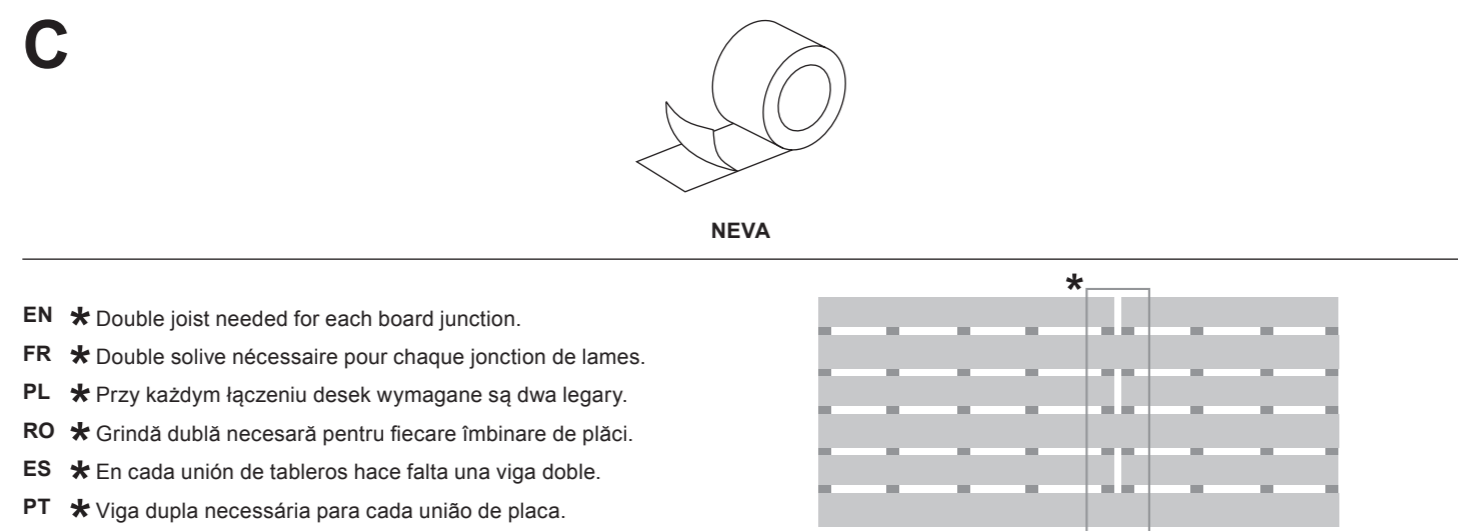 C
NEVA
*
EN * Double joist needed for each board junction.
FR * Double solive nécessaire pour chaque jonction de lames.
PL * Przy każdym łączeniu desek wymagane są dwa legary.
RO * Grindă dublă necesară pentru fiecare îmbinare de plăci.
ES * En cada unión de tableros hace falta una viga doble.
PT * Viga dupla necessária para cada união de placa.